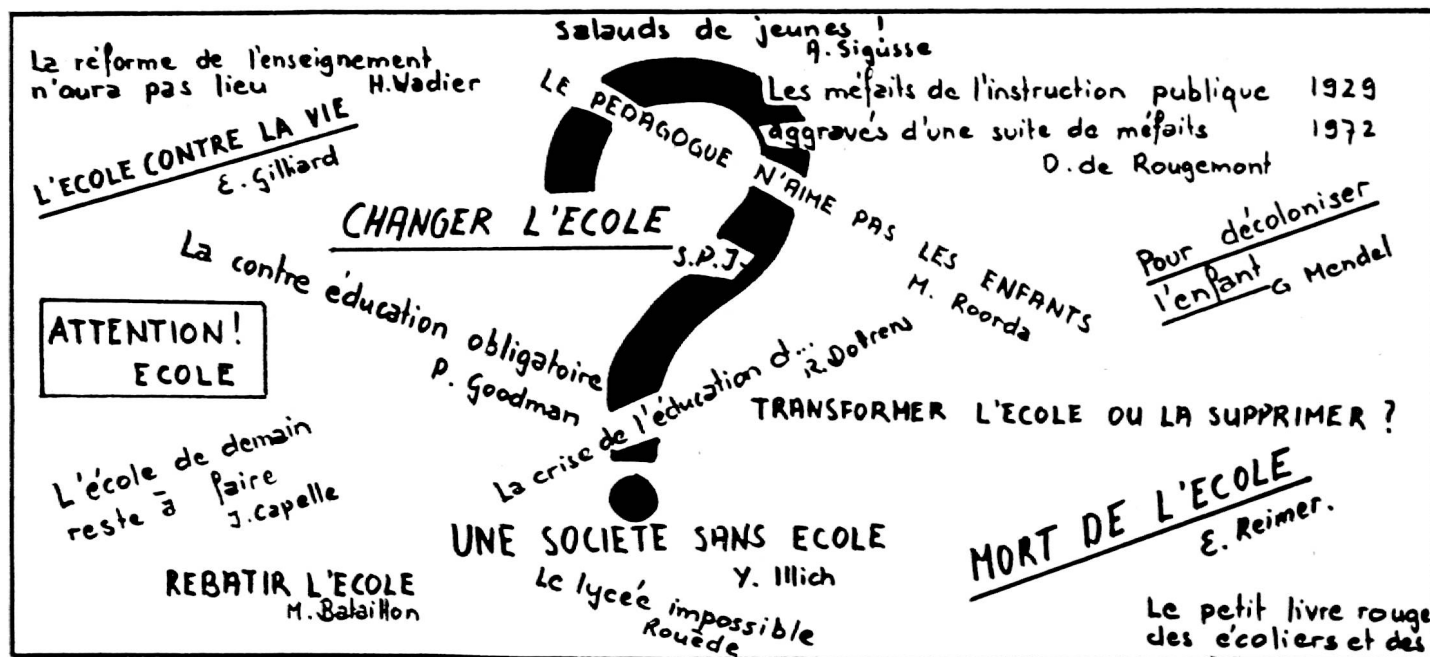 Salauds de jeunes !
A. Sigusse
La réforme de l'enseignement
n'aura pas lieu H. Wadier
LE PEDAGOGUE N'AIME PAS LES ENFANTS
M. Roorda
Les méfaits de l'instruction publique 1929
aggravés d'une suite de méfaits 1972
D. de Rougemont
L'ECOLE CONTRE LA VIE
E. Gilliard
CHANGER L'ECOLE
S.P.J.
Pour décoloniser
l'enfant
G Mendel
La contre éducation obligatoire
P. Goodman
ATTENTION!
ECOLE
La crise de l'éducation d...
R. Dottrens
TRANSFORMER L'ECOLE OU LA SUPPRIMER ?
L'école de demain
reste à faire
J. Capelle
MORT DE L'ECOLE
E. Reimer.
UNE SOCIETE SANS ECOLE
Y. Illich
REBATIR L'ECOLE
M. Bataillon
Le lycée impossible
Rouède
Le petit livre rouge
des écoliers et des